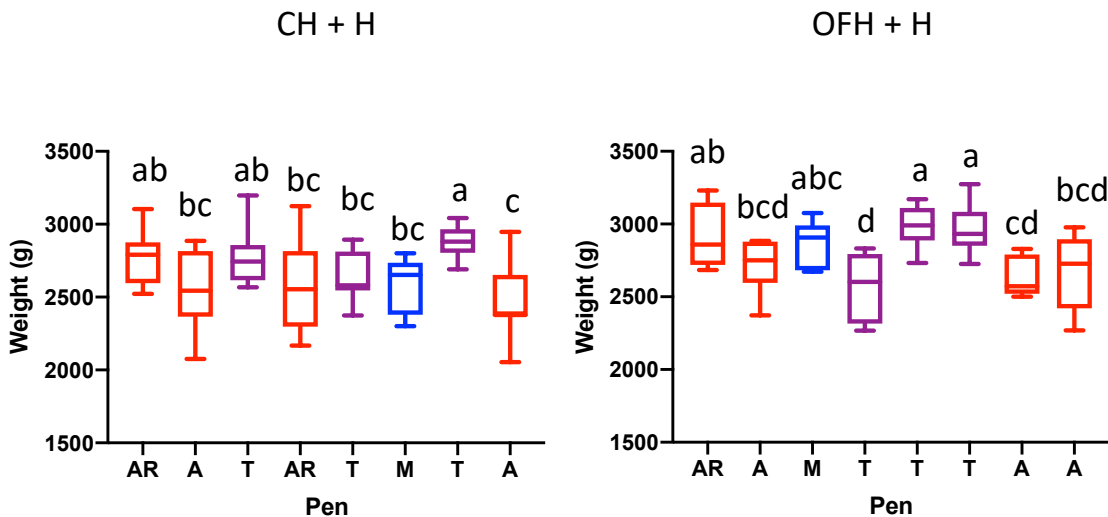 CH + H
OFH + H
3500
3000
2500
2000
1500
Weight (g)
ab
bc
ab
bc
bc
bc
a
c
AR
A
T
AR
T
M
T
A
Pen
3500
3000
2500
2000
1500
Weight (g)
ab
bcd
abc
d
a
a
cd
bcd
AR
A
M
T
T
T
A
A
Pen